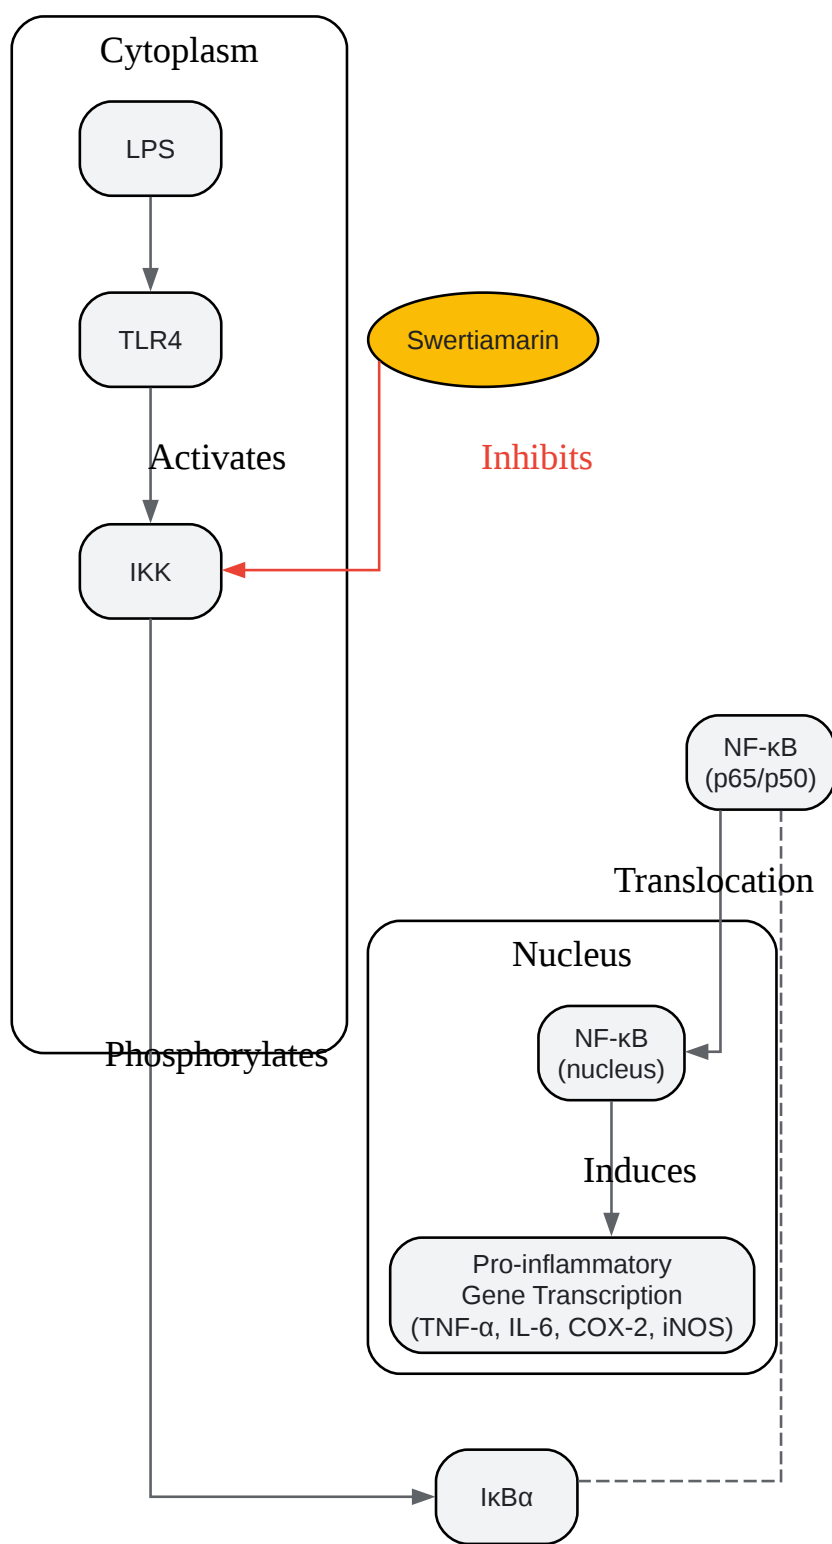 Cytoplasm
LPS
TLR4
Swertiamarin
Activates
Inhibits
IKK
NF-κB
(p65/p50)
Translocation
Nucleus
NF-κB
(nucleus)
Phosphorylates
Induces
Pro-inflammatory
Gene Transcription
(TNF-α, IL-6, COX-2, iNOS)
IκBα